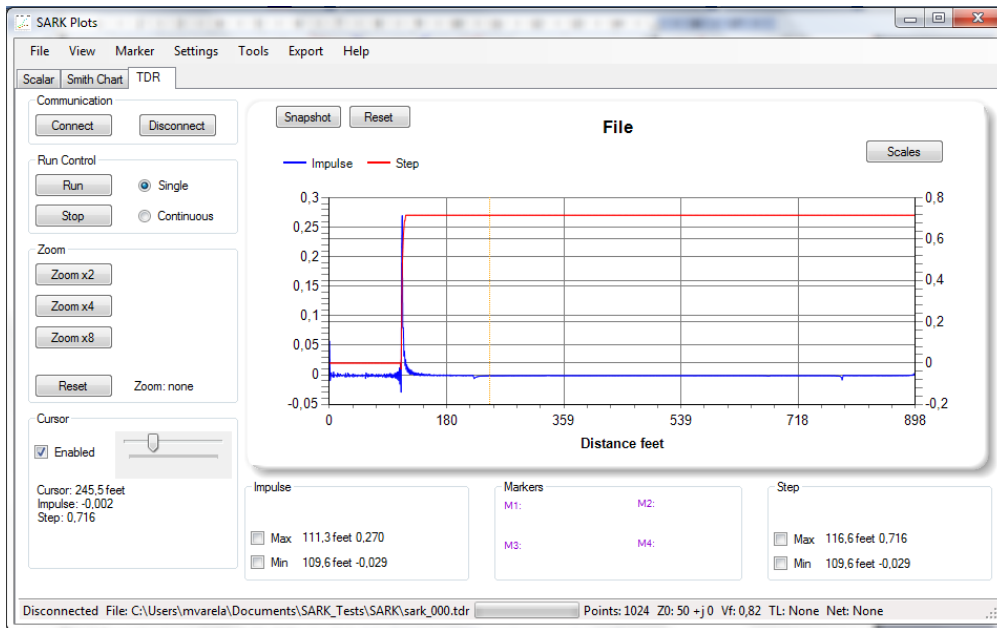 SARK Plots
File View Marker Settings Tools Export Help
Scalar Smith Chart TDR
Communication
Connect Disconnect
Run Control
Run Single
Stop Continuous
Zoom
Zoom x2
Zoom x4
Zoom x8
Reset Zoom: none
Cursor
Enabled
Cursor: 245,5 feet
Impulse: -0,002
Step: 0,716
Snapshot Reset
File
Scales
Impulse Step
0,3 0,8
0,25 0,6
0,2
0,15 0,4
0,1 0,2
0,05 0
0
-0,05 -0,2
0 180 359 539 718 898
Distance feet
Impulse
Max 111,3 feet 0,270
Min 109,6 feet -0,029
Markers
M1: M2:
M3: M4:
Step
Max 116,6 feet 0,716
Min 109,6 feet -0,029
Disconnected File: C:\Users\mvarela\Documents\SARK_Tests\SARK\sark_000.tdr Points: 1024 Z0: 50 +j 0 Vf: 0,82 TL: None Net: None